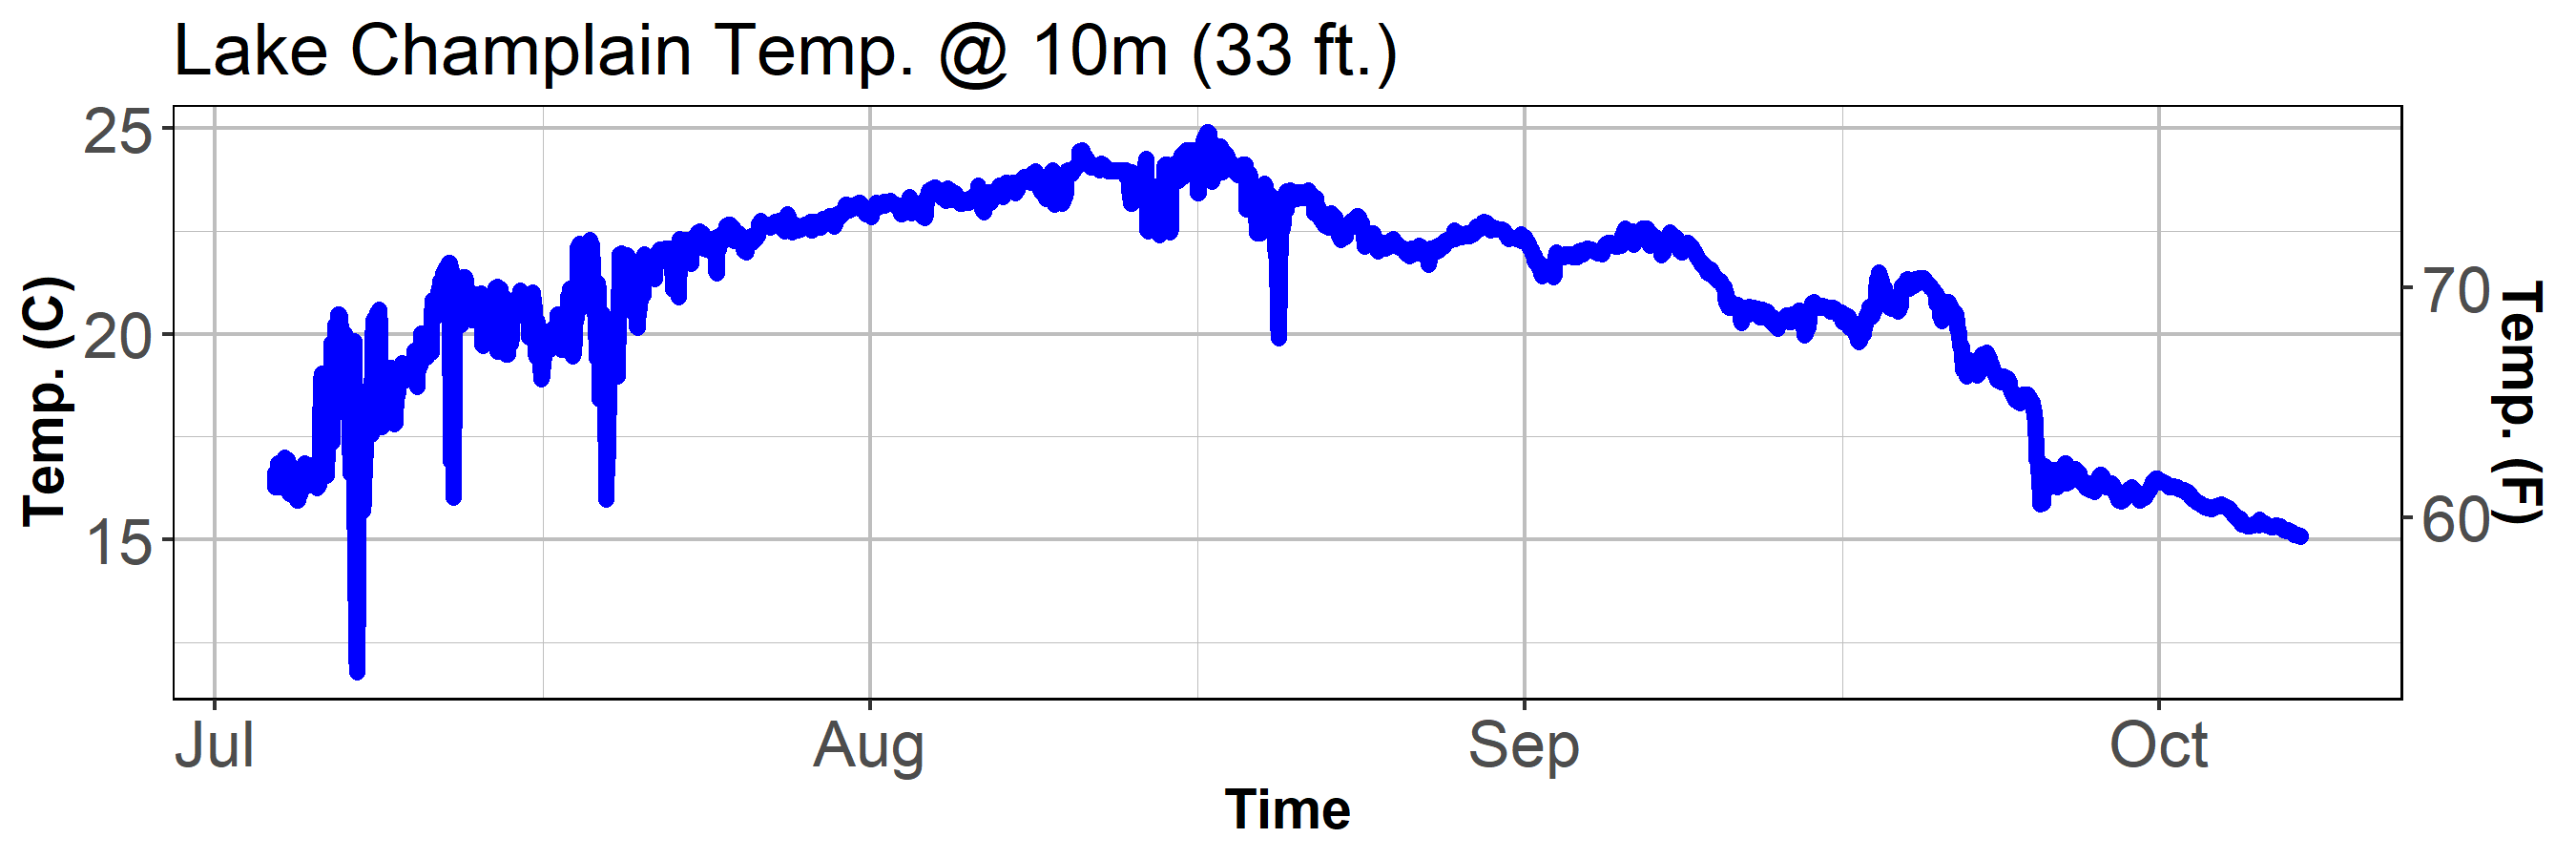 Lake Champlain Temp. @ 10m (33 ft.)
Temp. (C)
25
20
15
70
60
Temp. (F)
Jul Aug Sep Oct
Time